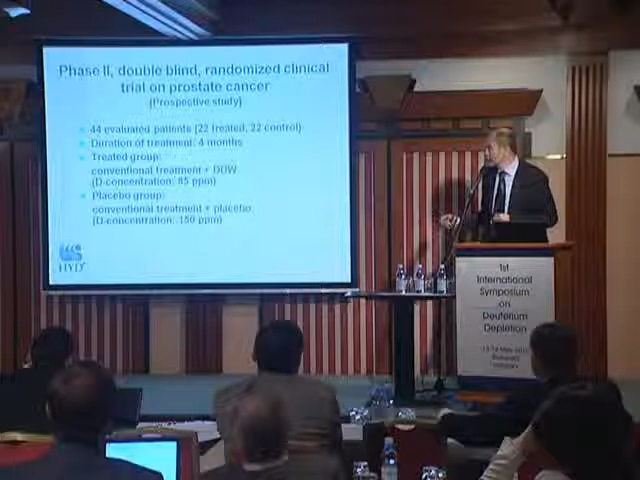 Phase II, double blind, randomized clinical
trial on prostate cancer
(Prospective study)
44 evaluated patients (22 treated, 22 control)
Duration of treatment: 4 months
Treated group:
conventional treatment + DDW
(D-concentration: 85 ppm)
Placebo group:
conventional treatment + placebo
(D-concentration: 150 ppm)
HYD
1st
International
Symposium
on
Deuterium
Depletion